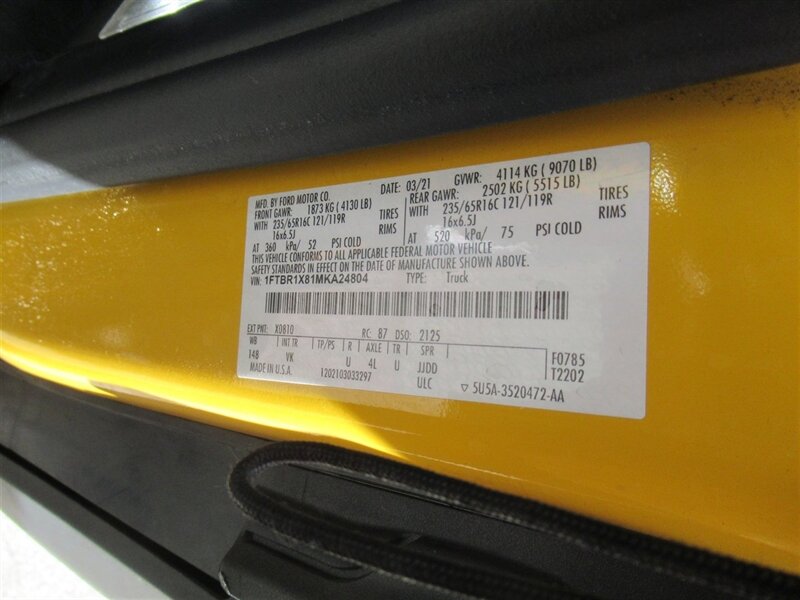 MFD. BY FORD MOTOR CO. DATE: 03/21 GVWR: 4114 KG ( 9070 LB)
FRONT GAWR: 1873 KG ( 4130 LB) REAR GAWR: 2502 KG ( 5515 LB)
WITH 235/65R16C 121/119R TIRES WITH 235/65R16C 121/119R TIRES
16x6.5J RIMS 16x6.5J RIMS
AT 360 kPa/ 52 PSI COLD AT 520 kPa/ 75 PSI COLD
THIS VEHICLE CONFORMS TO ALL APPLICABLE FEDERAL MOTOR VEHICLE
SAFETY STANDARDS IN EFFECT ON THE DATE OF MANUFACTURE SHOWN ABOVE.
VIN: 1FTBR1X81MKA24804 TYPE: Truck
EXT PNT: X0810 RC: 87 DSO: 2125
WB INT TR TP/PS R AXLE TR SPR F0785
148 VK U 4L U JJDD T2202
MADE IN U.S.A. 1202103033297 ULC ▽ 5U5A-3520472-AA